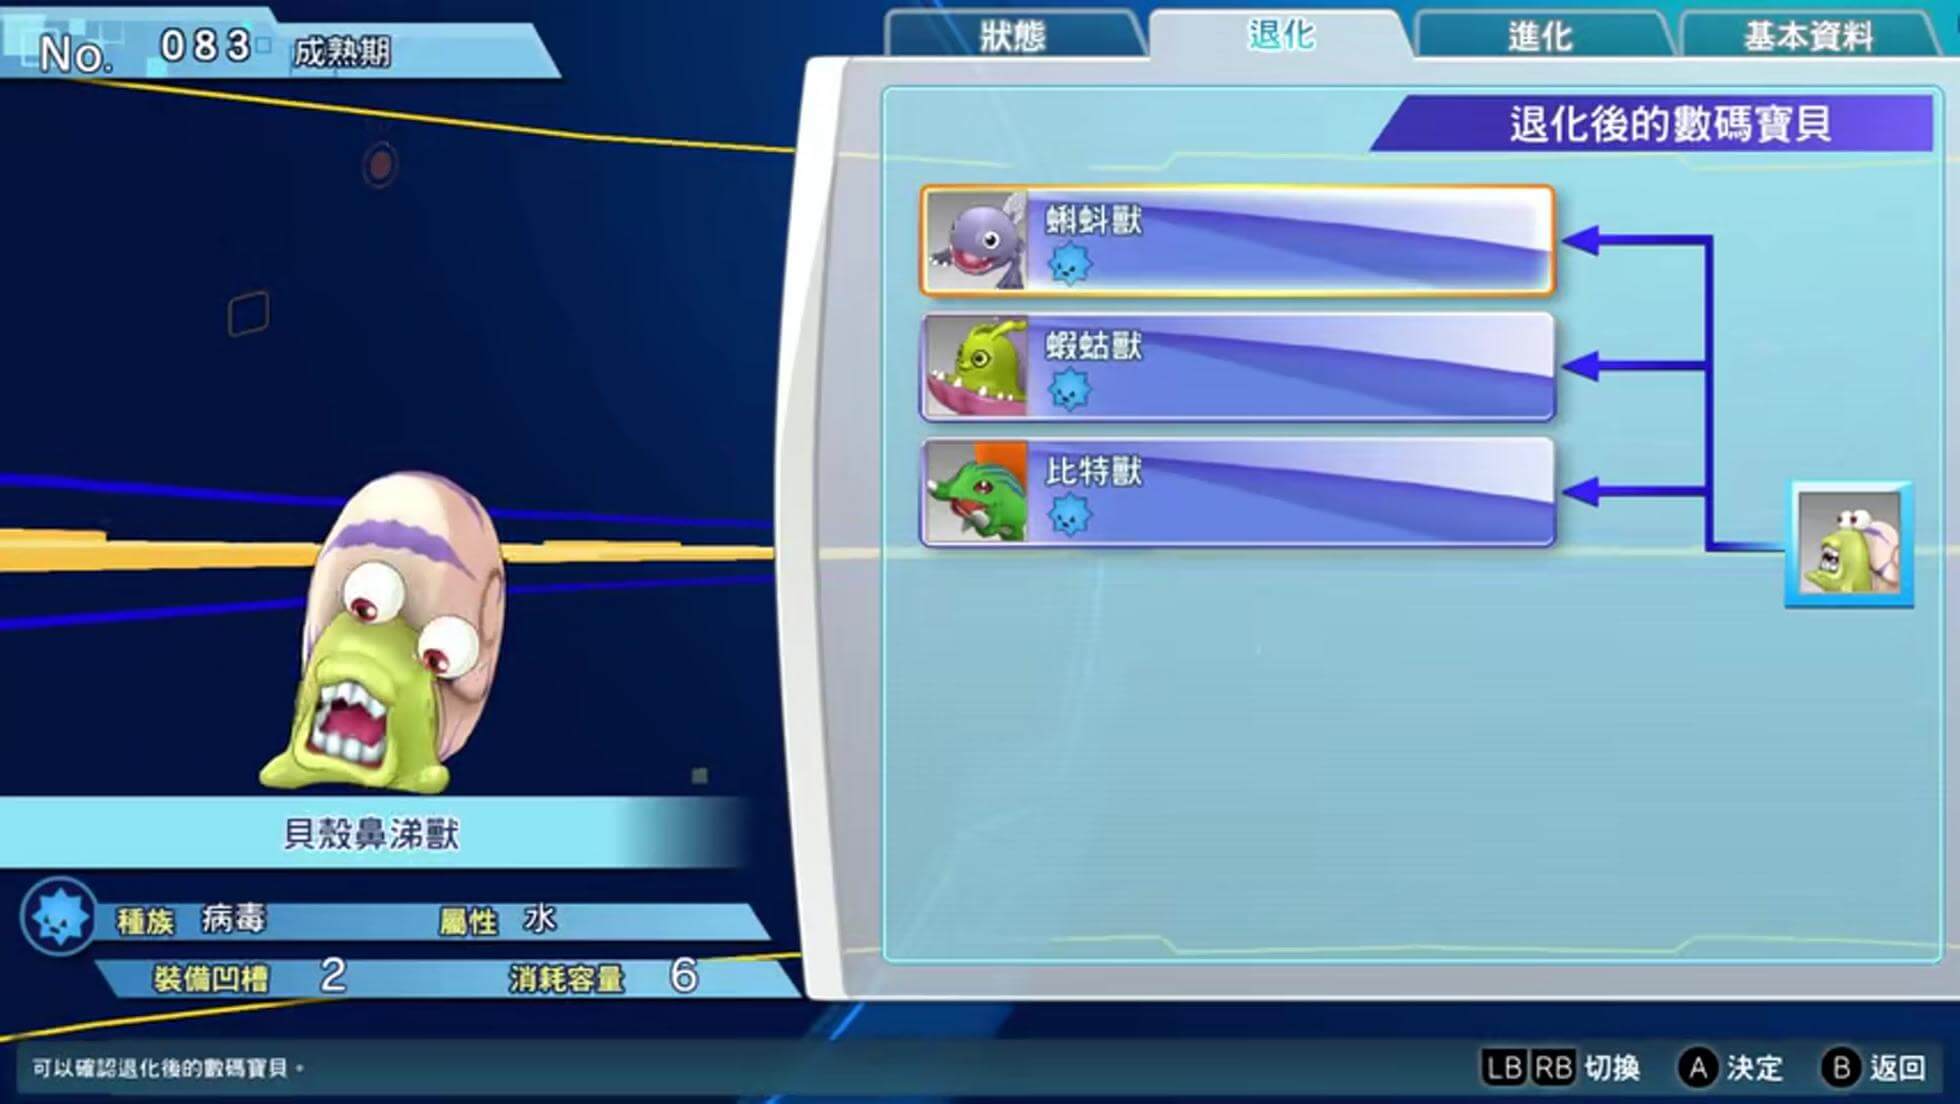 No. 083 成熟期
狀態 退化 進化 基本資料
退化後的數碼寶貝
蝌蚪獸
蝦蛄獸
比特獸
貝殼鼻涕獸
種族 病毒 屬性 水
裝備凹槽 2 消耗容量 6
可以確認退化後的數碼寶貝。
LB RB 切換 A 決定 B 返回